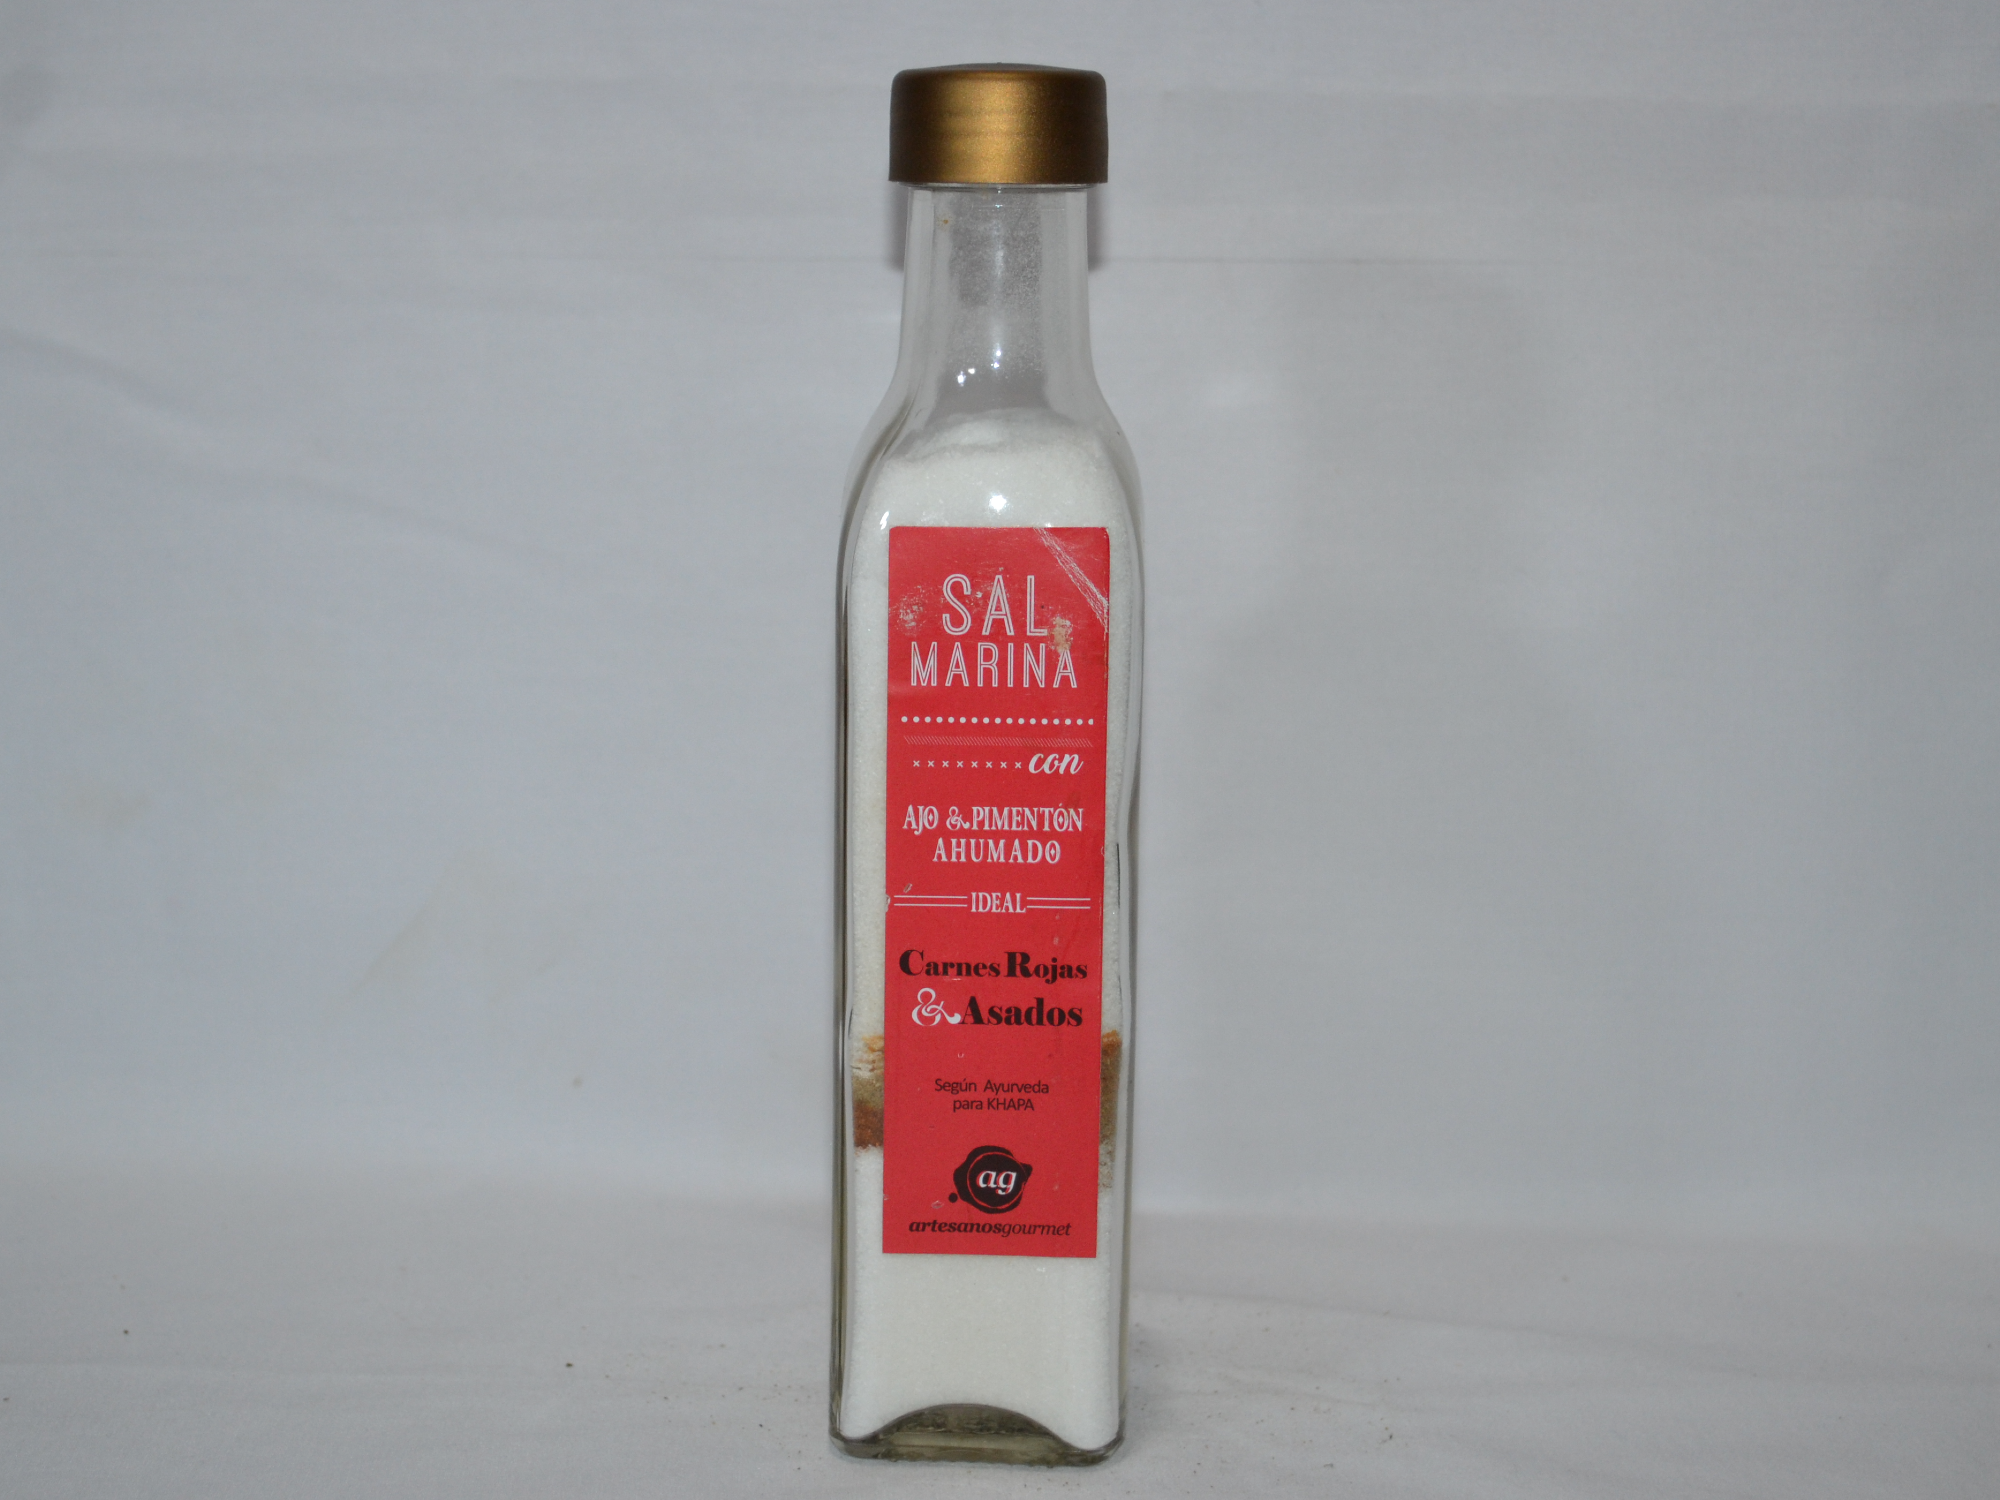 SAL
MARINA
con
AJO & PIMENTÓN
AHUMADO
IDEAL
Carnes Rojas
& Asados
Según Ayurveda
para KHAPA
ag
artesanosgourmet